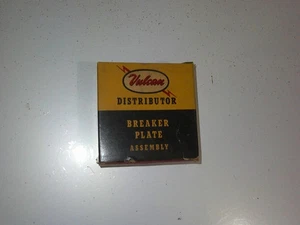 Vulcan
DISTRIBUTOR
BREAKER
PLATE
ASSEMBLY